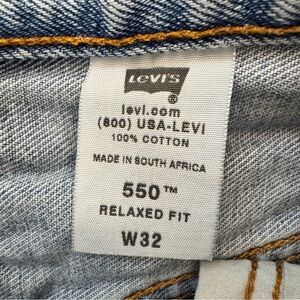 LEVI'S
levi.com
(800) USA-LEVI
100% COTTON
MADE IN SOUTH AFRICA
550™
RELAXED FIT
W32